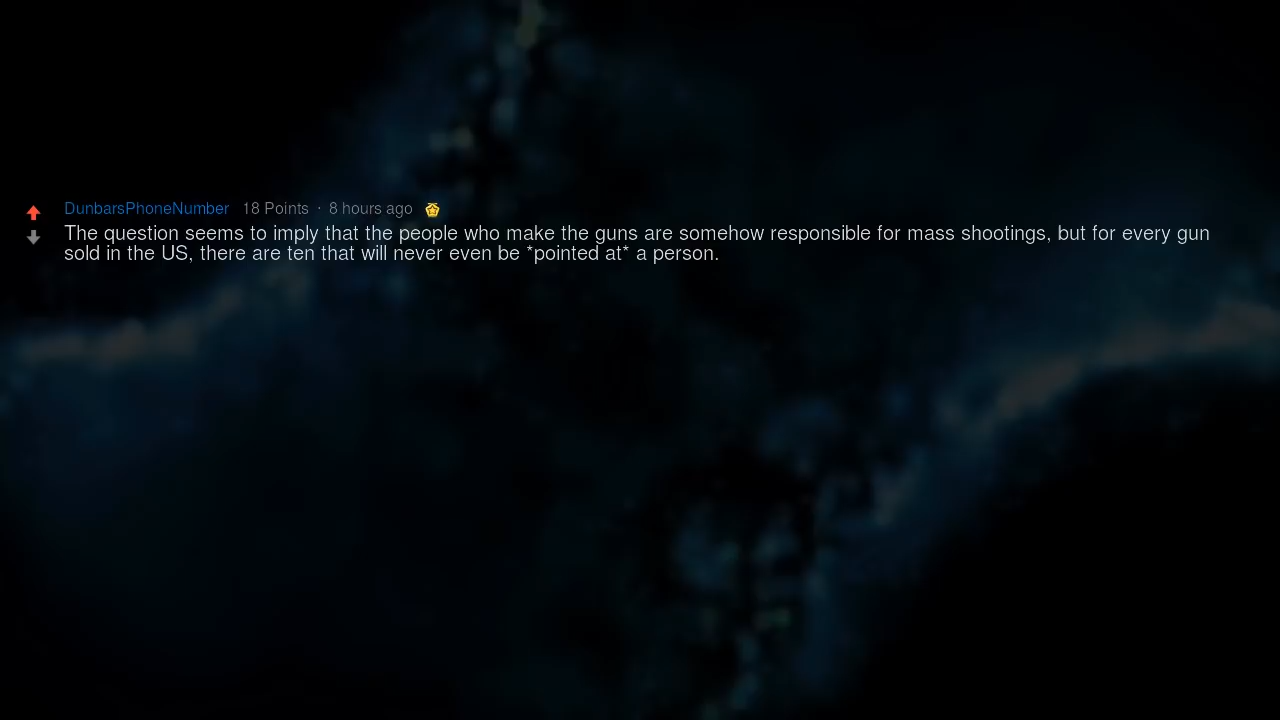 DunbarsPhoneNumber 18 Points · 8 hours ago
The question seems to imply that the people who make the guns are somehow responsible for mass shootings, but for every gun
sold in the US, there are ten that will never even be *pointed at* a person.